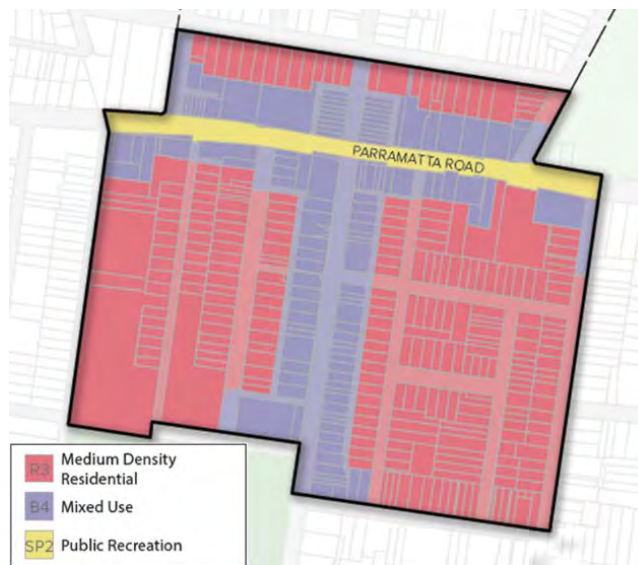 PARRAMATTA ROAD
R3 Medium Density
Residential
B4 Mixed Use
SP2 Public Recreation